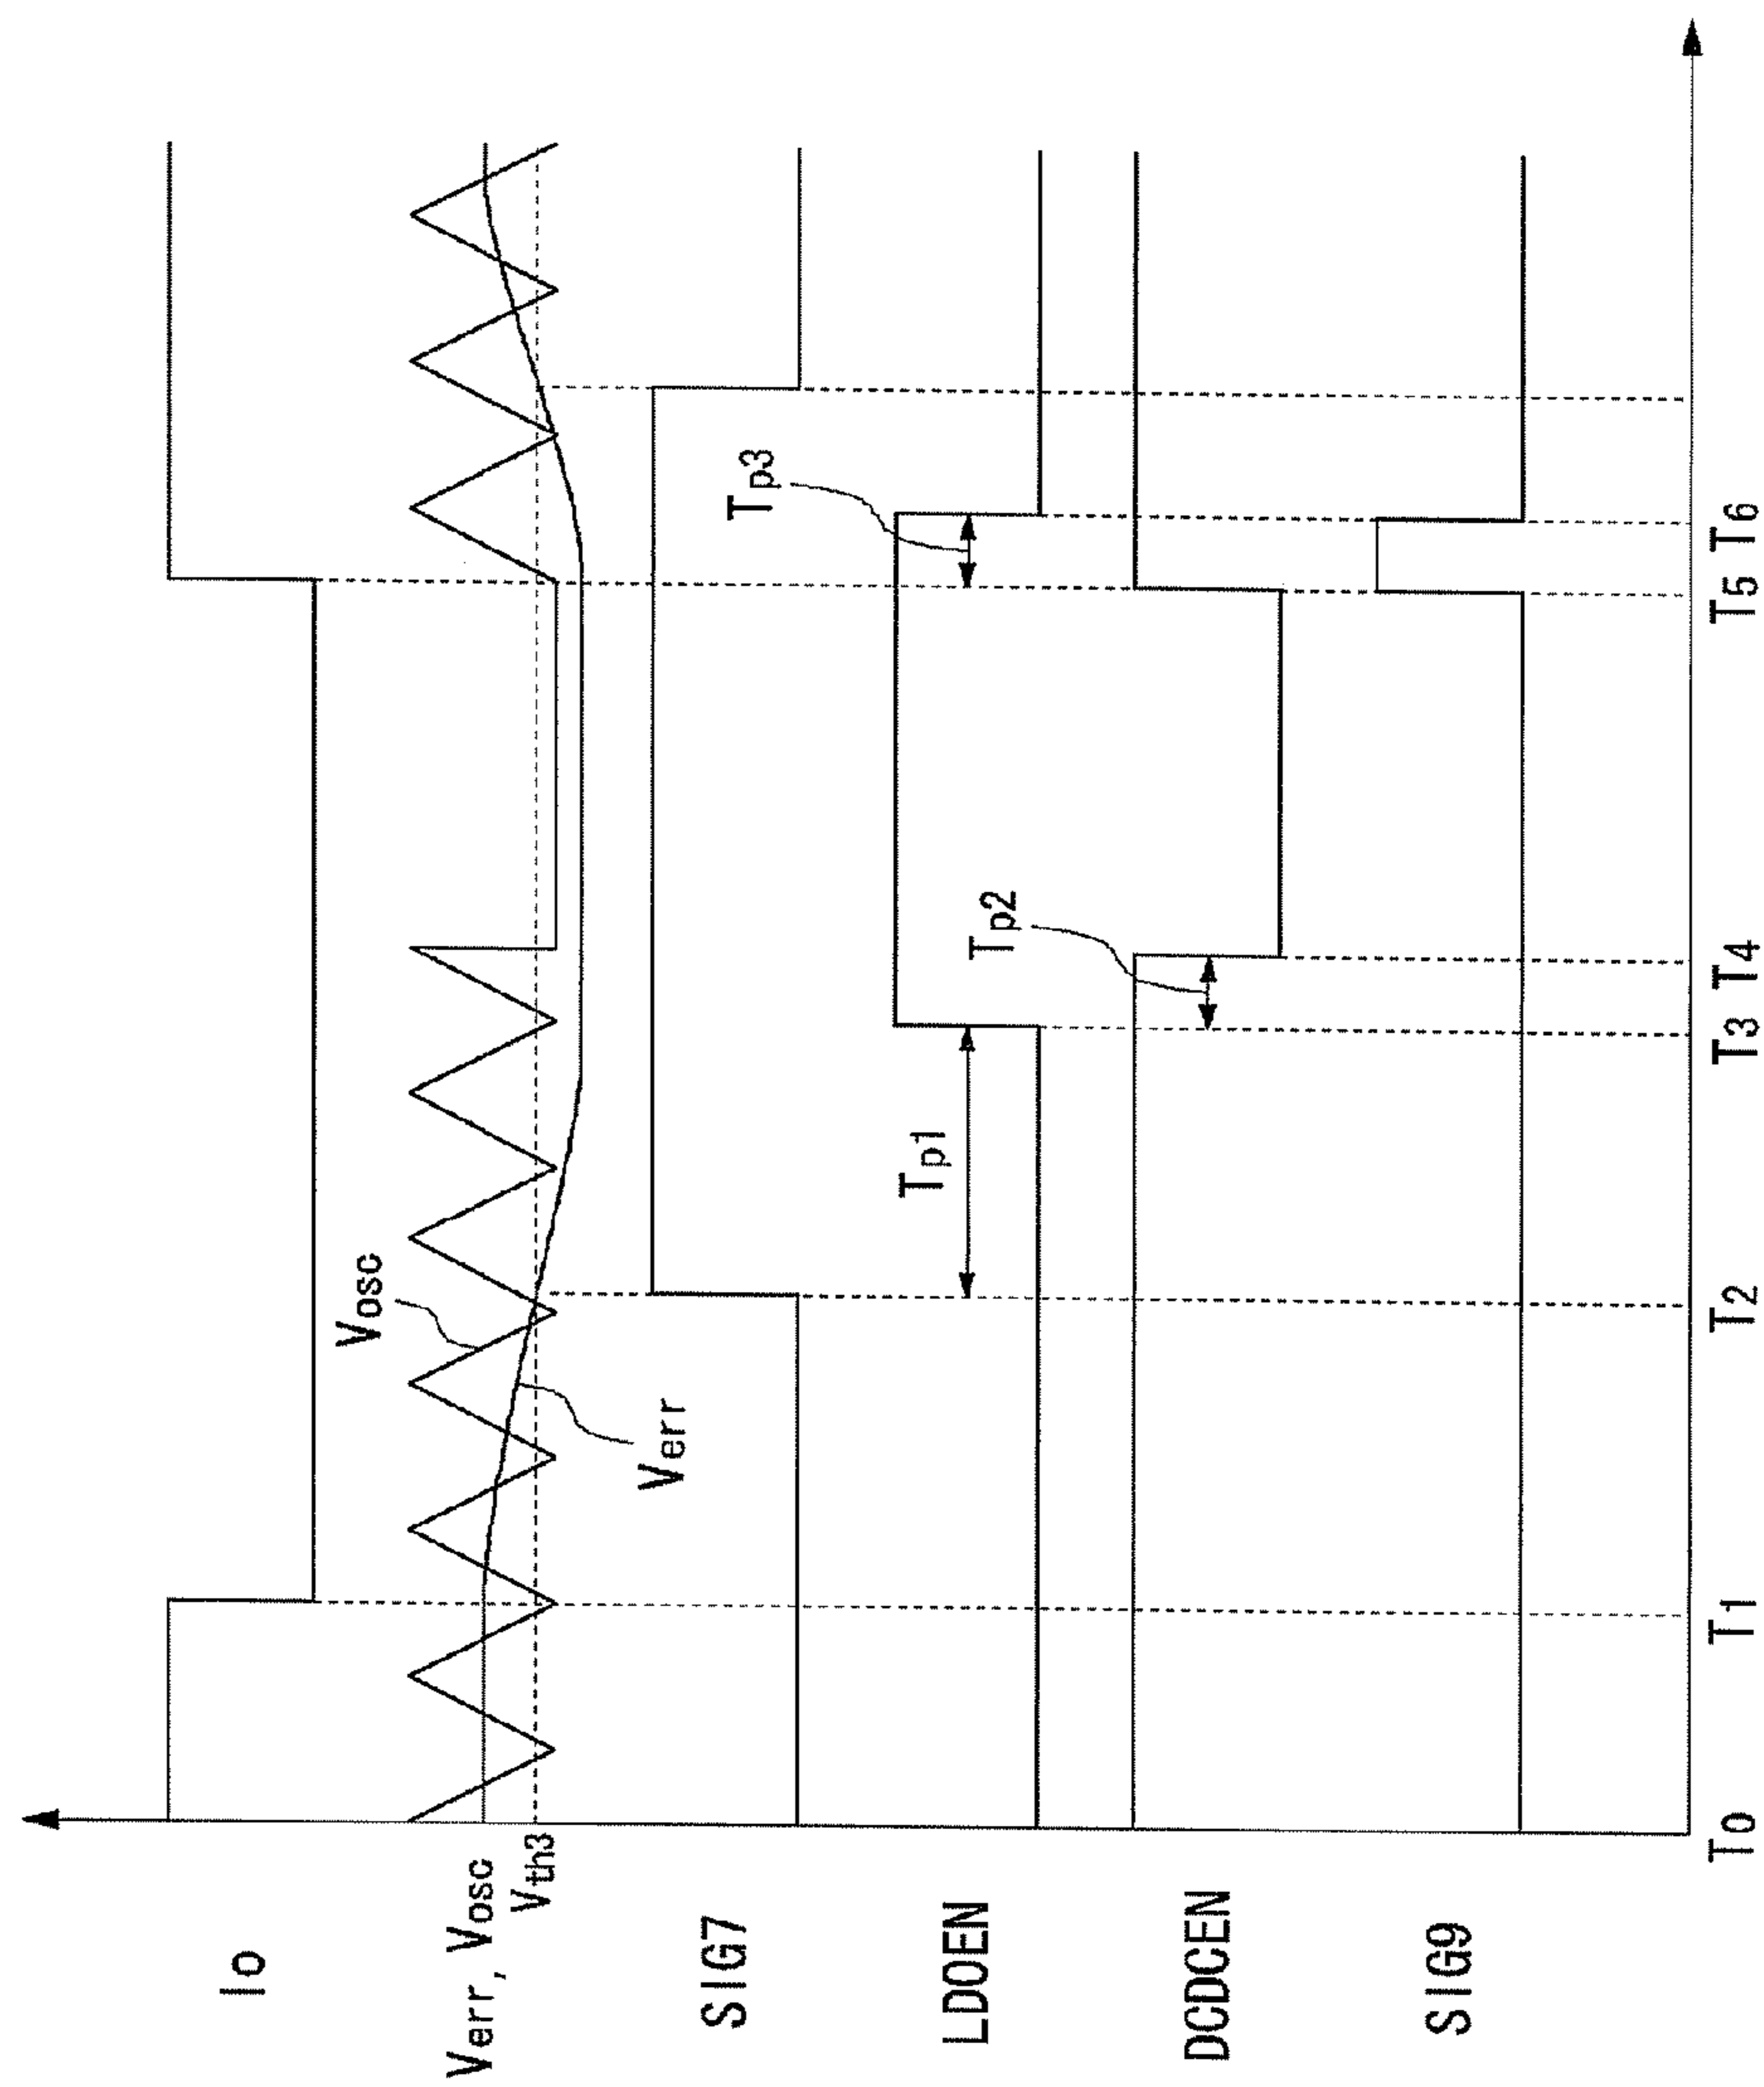 Io
Verr, Vosc
Vth3
Vosc
Verr
SIG7
LDOEN
Tp1
Tp3
DCDCEN
Tp2
SIG9
T0 T1 T2 T3 T4 T5 T6